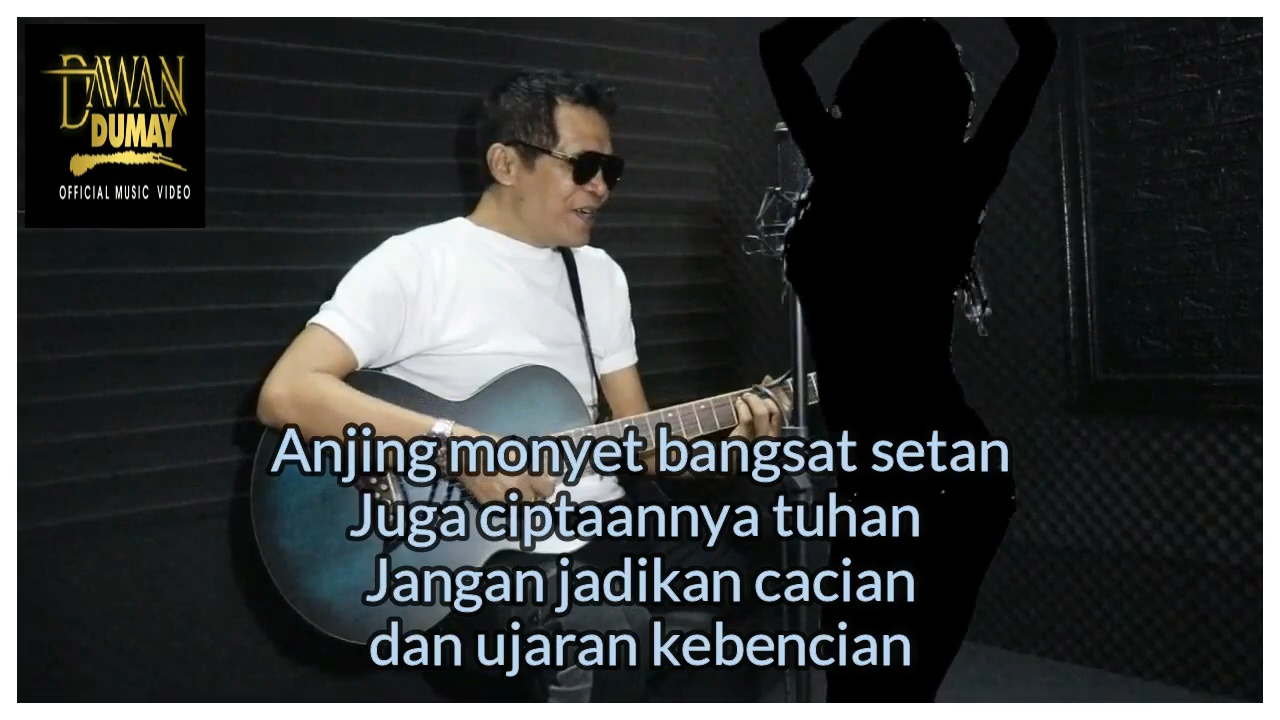 DAWAN
DUMAY
OFFICIAL MUSIC VIDEO
Anjing monyet bangsat setan
Juga ciptaannya tuhan
Jangan jadikan cacian
dan ujaran kebencian